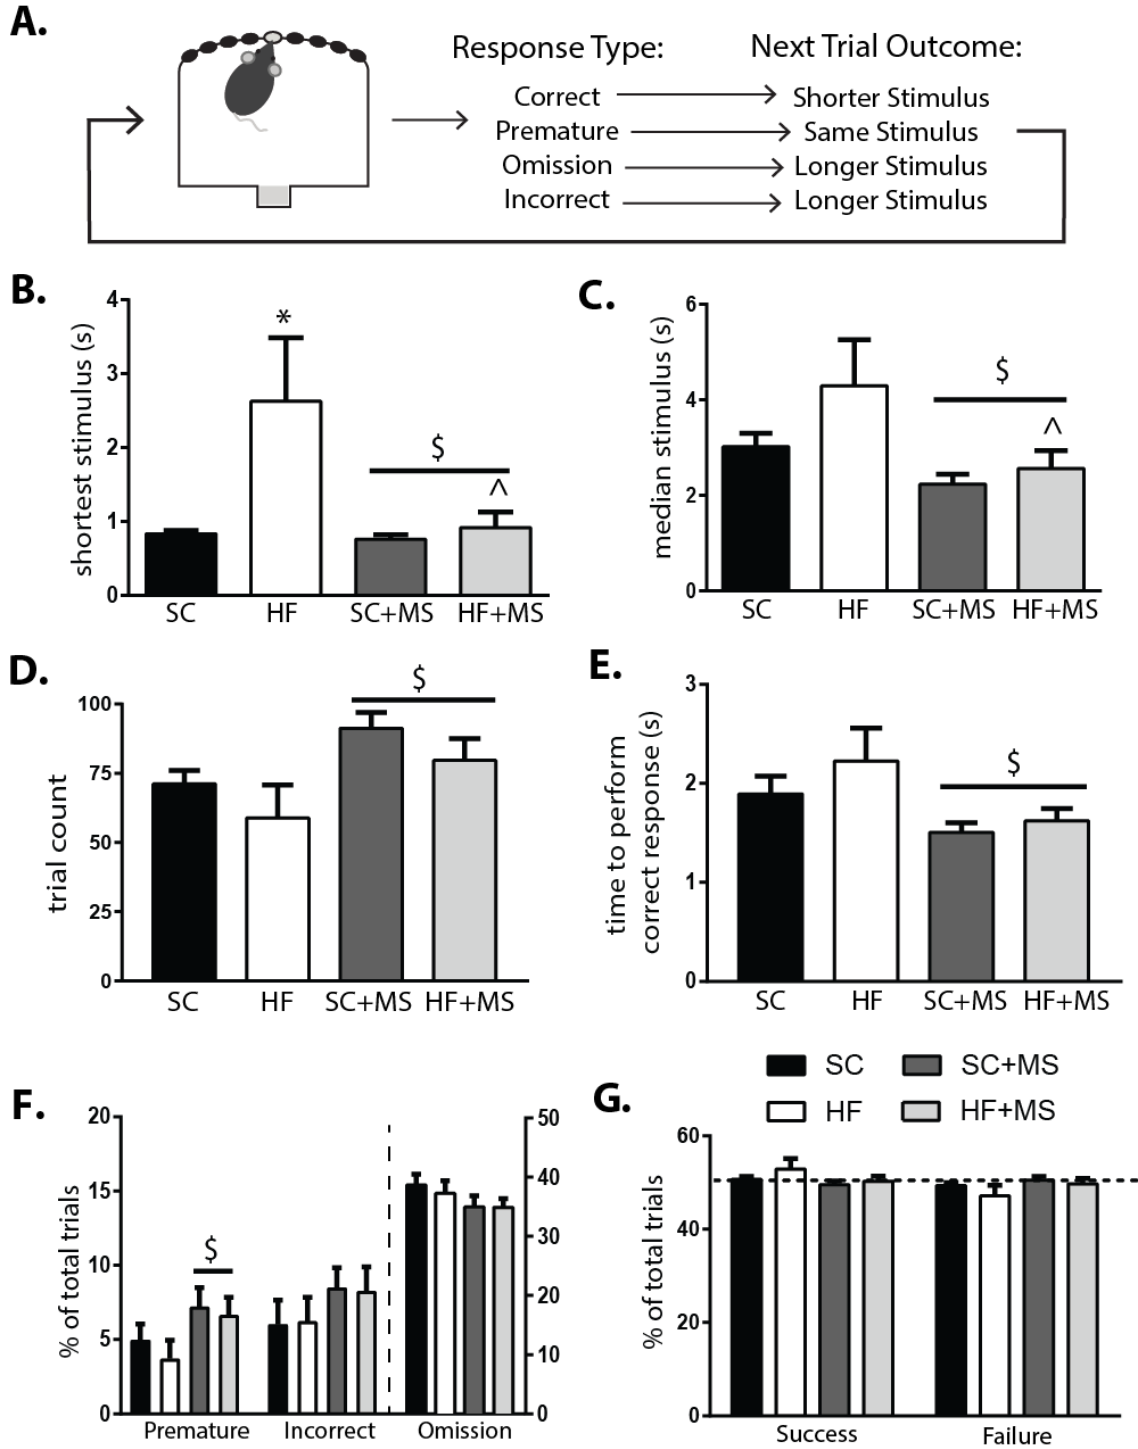 A.
Response Type: Next Trial Outcome:
Correct Shorter Stimulus
Premature Same Stimulus
Omission Longer Stimulus
Incorrect Longer Stimulus
B.
shortest stimulus (s)
4
3
2
1
0
*
$
^
SC HF SC+MS HF+MS
C.
median stimulus (s)
6
4
2
0
$
^
SC HF SC+MS HF+MS
D.
trial count
100
75
50
25
0
$
SC HF SC+MS HF+MS
E.
time to perform
correct response (s)
3
2
1
0
$
SC HF SC+MS HF+MS
SC SC+MS
HF HF+MS
F.
% of total trials
20
15
10
5
0
$
50
40
30
20
10
0
Premature Incorrect Omission
G.
% of total trials
60
40
20
0
Success Failure